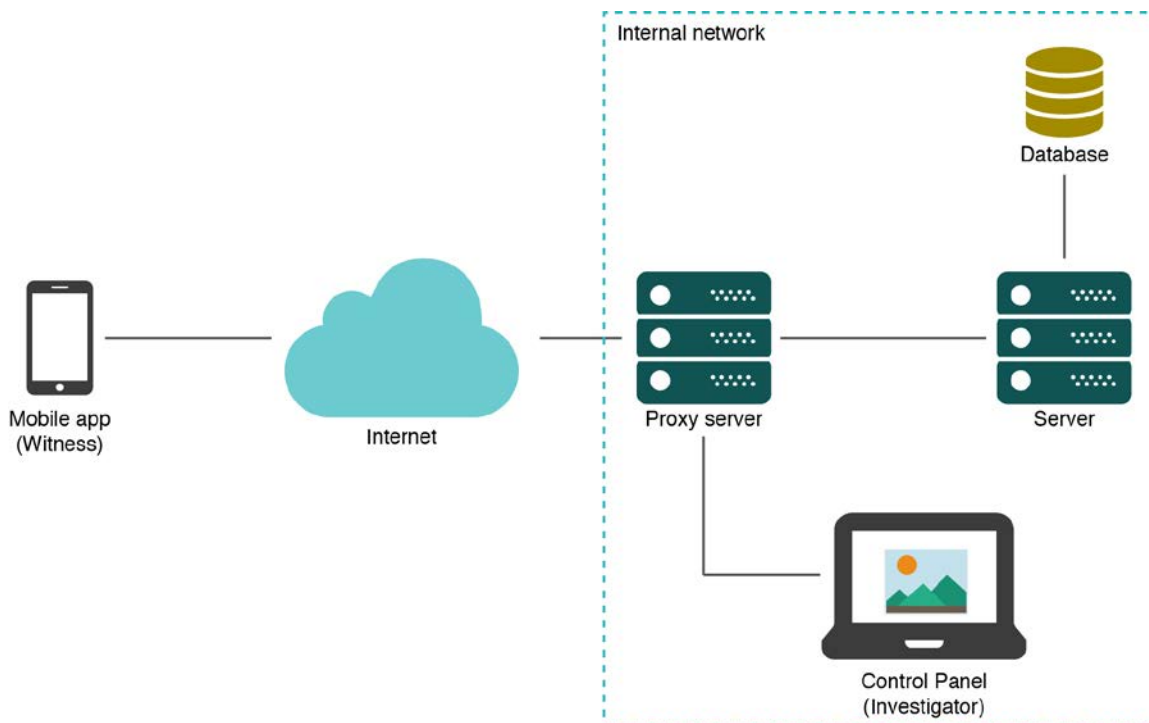 Internal network
Database
Mobile app
(Witness)
Internet
Proxy server
Server
Control Panel
(Investigator)